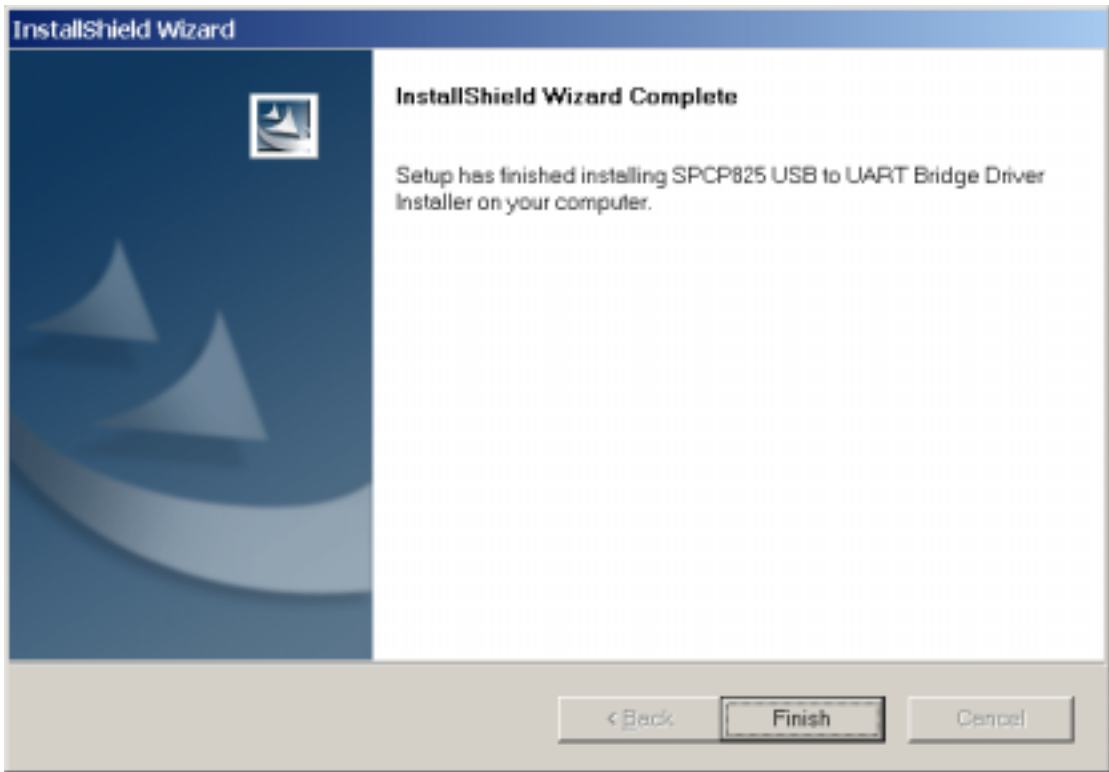 InstallShield Wizard
InstallShield Wizard Complete
Setup has finished installing SPCP825 USB to UART Bridge Driver
Installer on your computer.
< Back
Finish
Cancel